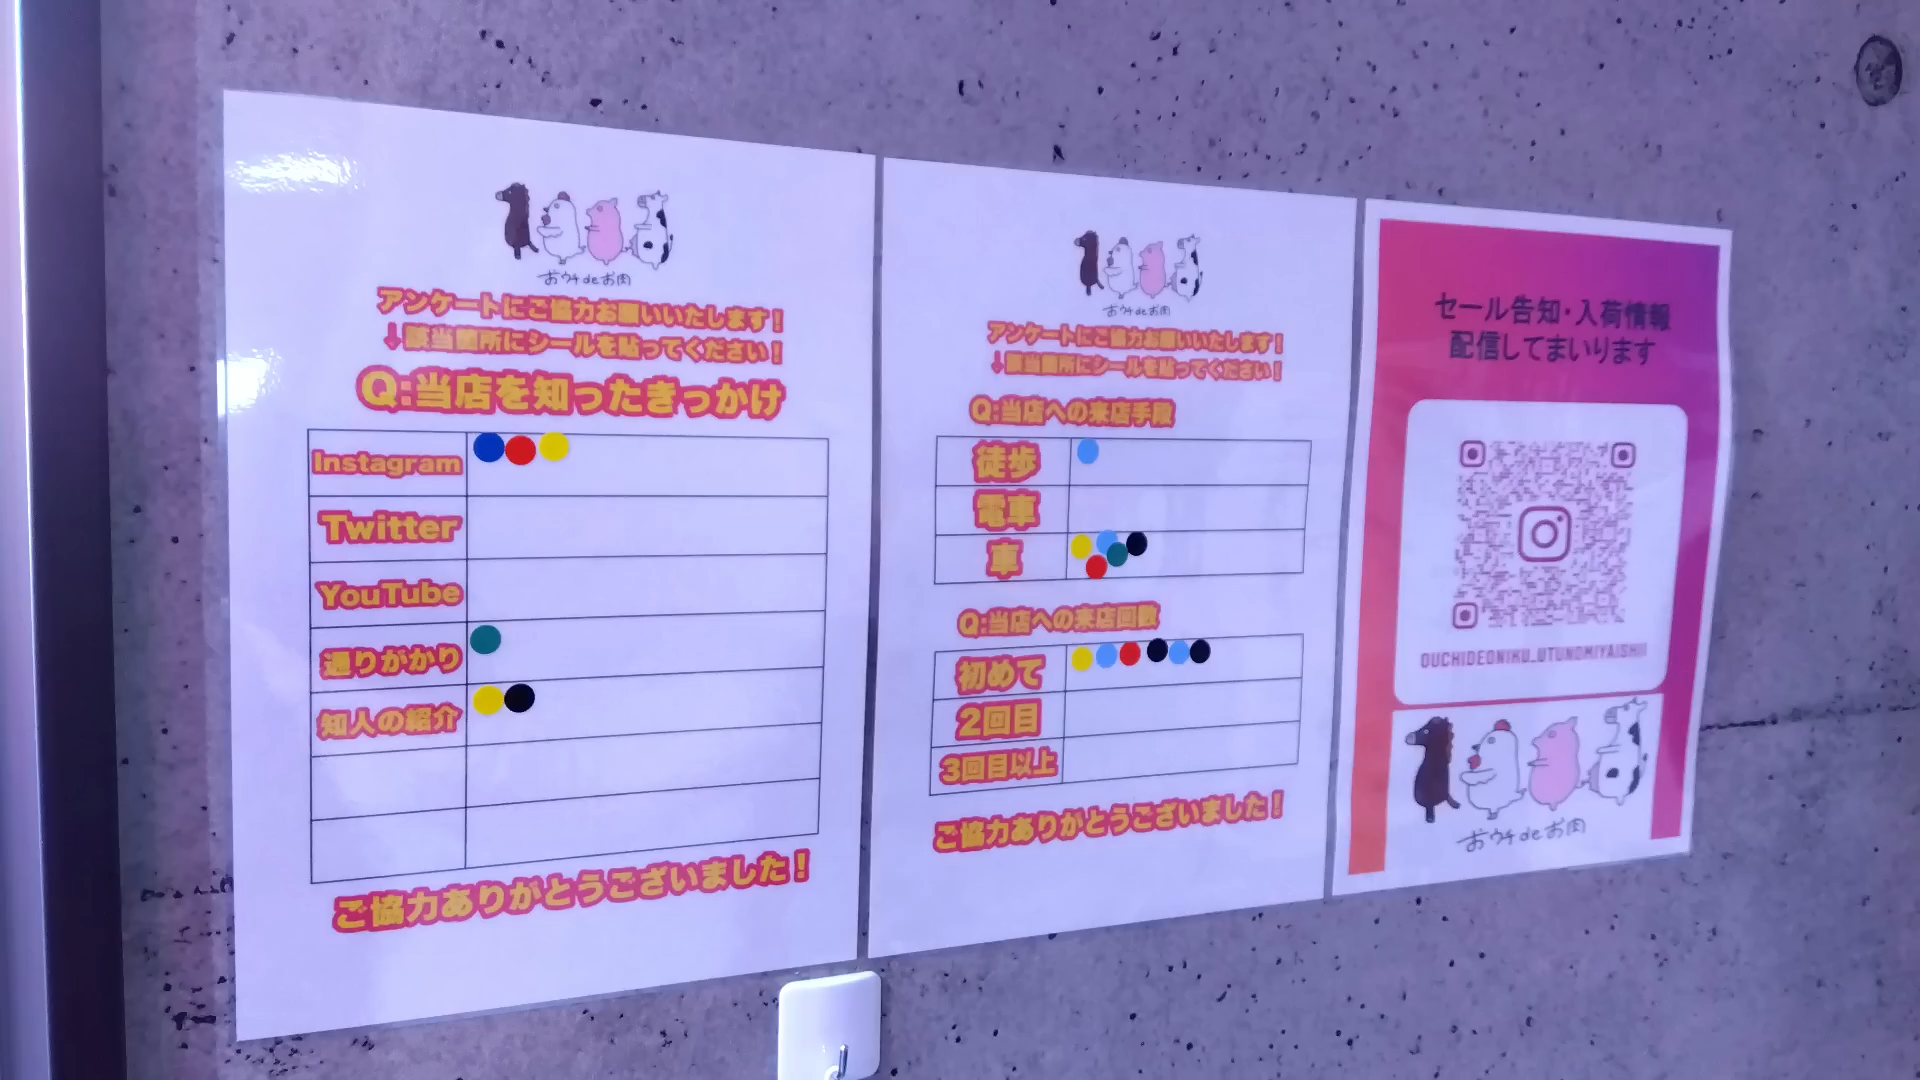 おウチdeお肉
アンケートにご協力お願いいたします！
↓該当箇所にシールを貼ってください！
Q:当店を知ったきっかけ
Instagram
Twitter
YouTube
通りがかり
知人の紹介
ご協力ありがとうございました！
おウチdeお肉
アンケートにご協力お願いいたします！
↓該当箇所にシールを貼ってください！
Q:当店への来店手段
徒歩
電車
車
Q:当店への来店回数
初めて
2回目
3回目以上
ご協力ありがとうございました！
セール告知・入荷情報
配信してまいります
OUCHIDEONIKU_UTUNOMIYAISHII
おウチdeお肉